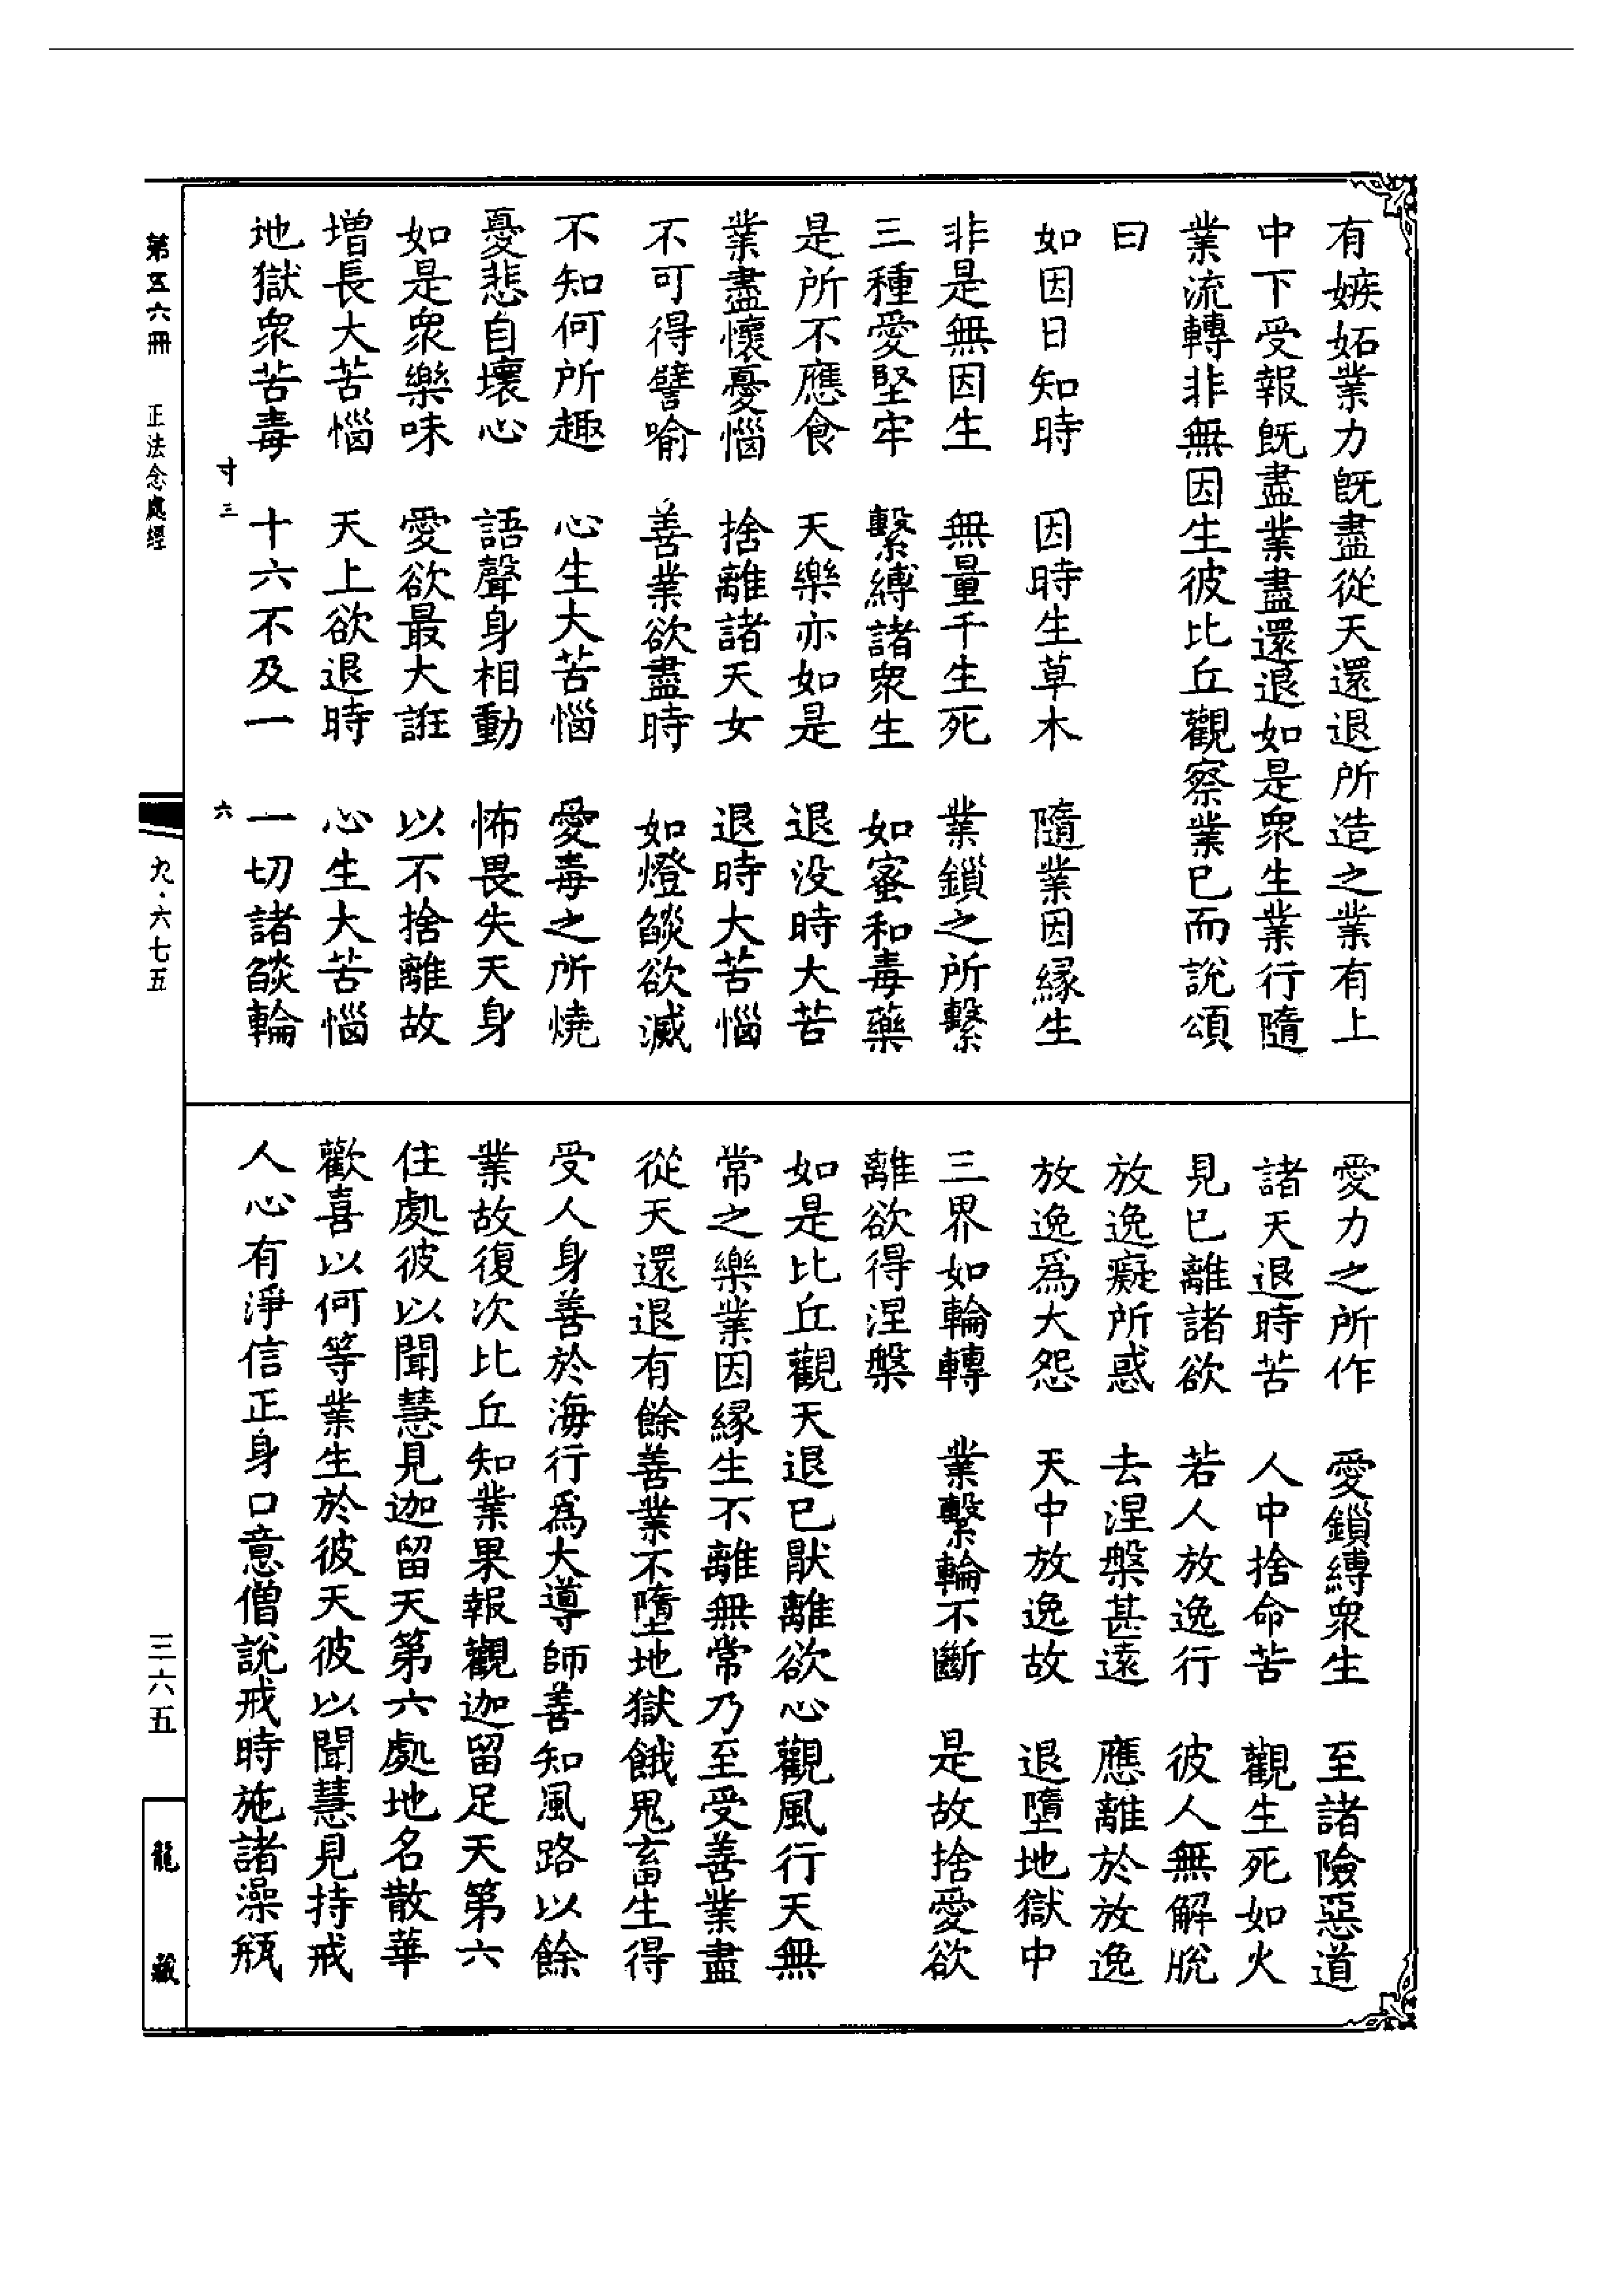 有嫉妬業力旣盡從天還退所造之業有上
中下受報旣盡業盡還退如是衆生業行隨
業流轉非無因生彼比丘觀察業已而說頌
曰
如因日知時　因時生草木　隨業因緣生
非是無因生　無量千生死　業鎖之所繫
三種愛堅牢　繫縛諸衆生　如蜜和毒藥
是所不應食　天樂亦如是　退没時大苦
業盡懷憂惱　捨離諸天女　退時大苦惱
不可得譬喻　善業欲盡時　如燈燄欲滅
不知何所趣　心生大苦惱　愛毒之所燒
憂悲自壞心　語聲身相動　怖畏失天身
如是衆樂味　愛欲最大誑　以不捨離故
增長大苦惱　天上欲退時　心生大苦惱
地獄衆苦毒　十六不及一　一切諸燄輪
寸三　六
愛力之所作　愛鎖縛衆生　至諸險惡道
諸天退時苦　人中捨命苦　觀生死如火
見已離諸欲　若人放逸行　彼人無解脫
放逸癡所惑　去涅槃甚遠　應離於放逸
放逸爲大怨　天中放逸故　退墮地獄中
三界如輪轉　業繫輪不斷　是故捨愛欲
離欲得涅槃
如是比丘觀天退已猒離欲心觀風行天無
常之樂業因緣生不離無常乃至受善業盡
從天還退有餘善業不墮地獄餓鬼畜生得
受人身善於海行爲大導師善知風路以餘
業故復次比丘知業果報觀迦留足天第六
住處彼以聞慧見迦留天第六處地名散華
歡喜以何等業生於彼天彼以聞慧見持戒
人心有淨信正身口意僧說戒時施諸澡瓶
第五六冊　正法念處經
九·六七五
三六五
龍藏